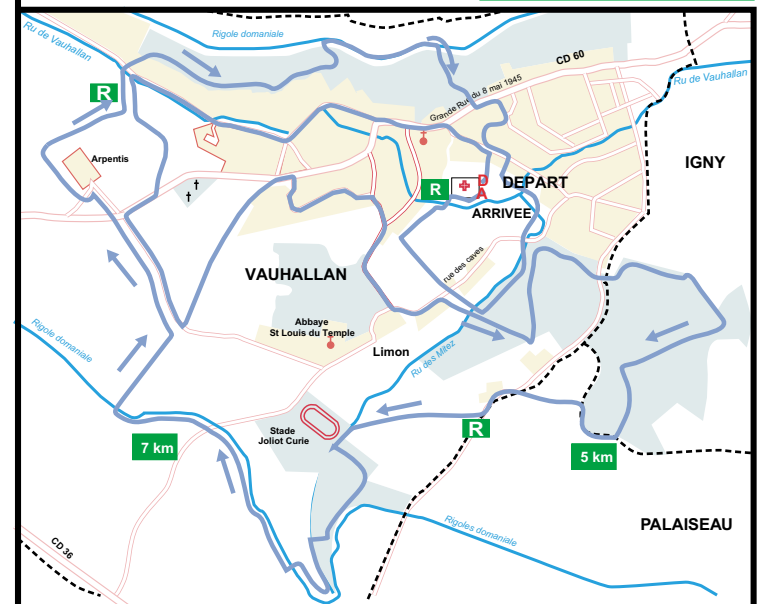 Ru de Vauhallan
Rigole domaniale
CD 60
Ru de Vauhallan
Grande Rue du 8 mai 1945
R
Arpentis
IGNY
R
D
A
DEPART
ARRIVEE
rue des caves
VAUHALLAN
Abbaye
St Louis du Temple
Rigole domaniale
Limon
Ru des Mitez
Stade
Joliot Curie
R
7 km
5 km
Rigoles domaniale
PALAISEAU
CD 36